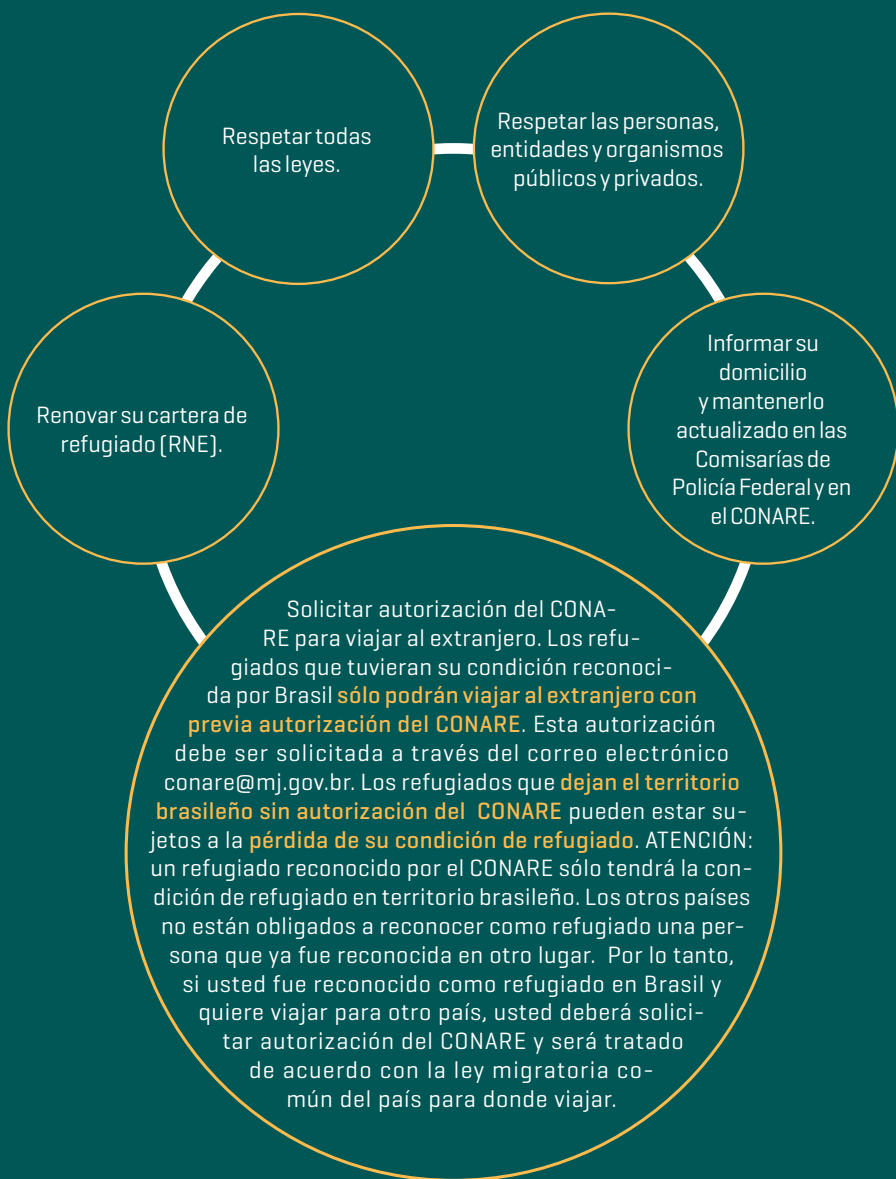 Respetar todas
las leyes.
Respetar las personas,
entidades y organismos
públicos y privados.
Renovar su cartera de
refugiado (RNE).
Informar su
domicilio
y mantenerlo
actualizado en las
Comisarías de
Policía Federal y en
el CONARE.
Solicitar autorización del CONA-
RE para viajar al extranjero. Los refu-
giados que tuvieran su condición reconoci-
da por Brasil sólo podrán viajar al extranjero con
previa autorización del CONARE. Esta autorización
debe ser solicitada a través del correo electrónico
conare@mj.gov.br. Los refugiados que dejan el territorio
brasileño sin autorización del CONARE pueden estar su-
jetos a la pérdida de su condición de refugiado. ATENCIÓN:
un refugiado reconocido por el CONARE sólo tendrá la con-
dición de refugiado en territorio brasileño. Los otros países
no están obligados a reconocer como refugiado una per-
sona que ya fue reconocida en otro lugar. Por lo tanto,
si usted fue reconocido como refugiado en Brasil y
quiere viajar para otro país, usted deberá solici-
tar autorización del CONARE y será tratado
de acuerdo con la ley migratoria co-
mún del país para donde viajar.